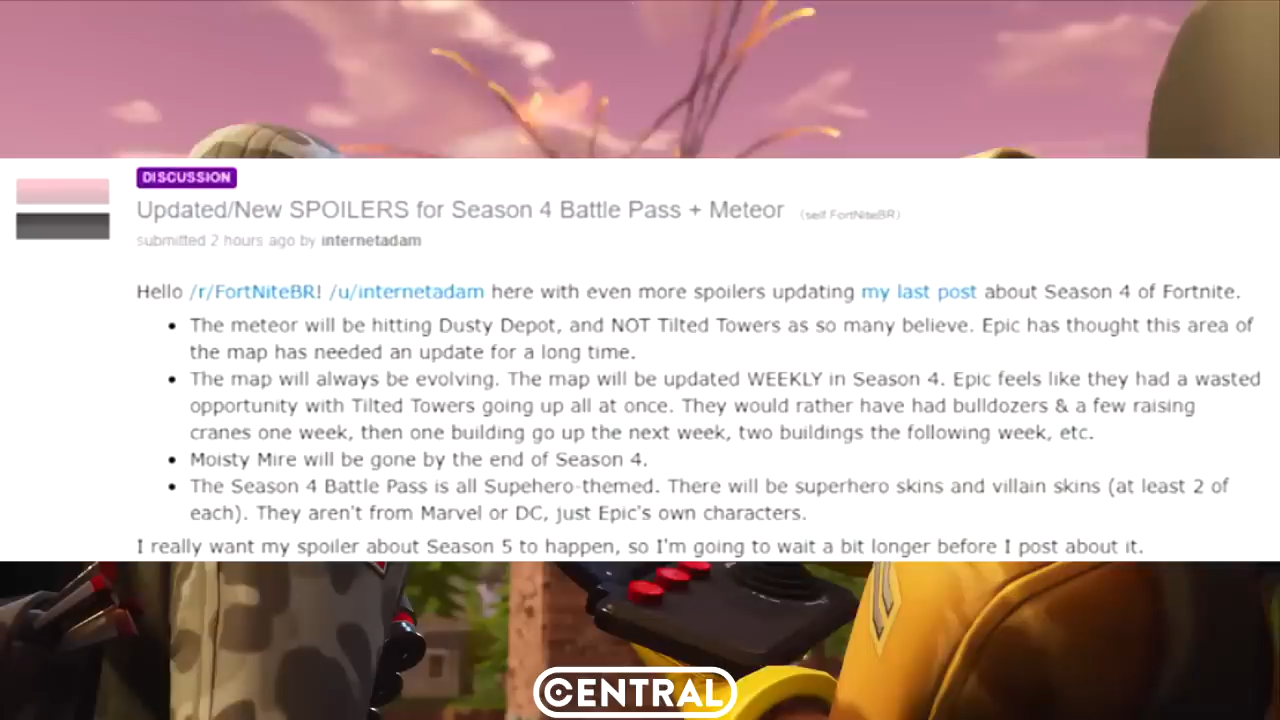 DISCUSSION
Updated/New SPOILERS for Season 4 Battle Pass + Meteor (self.FortNiteBR)
submitted 2 hours ago by internetadam
Hello /r/FortNiteBR! /u/internetadam here with even more spoilers updating my last post about Season 4 of Fortnite.
• The meteor will be hitting Dusty Depot, and NOT Tilted Towers as so many believe. Epic has thought this area of
the map has needed an update for a long time.
• The map will always be evolving. The map will be updated WEEKLY in Season 4. Epic feels like they had a wasted
opportunity with Tilted Towers going up all at once. They would rather have had bulldozers & a few raising
cranes one week, then one building go up the next week, two buildings the following week, etc.
• Moisty Mire will be gone by the end of Season 4.
• The Season 4 Battle Pass is all Supehero-themed. There will be superhero skins and villain skins (at least 2 of
each). They aren't from Marvel or DC, just Epic's own characters.
I really want my spoiler about Season 5 to happen, so I'm going to wait a bit longer before I post about it.
CENTRAL